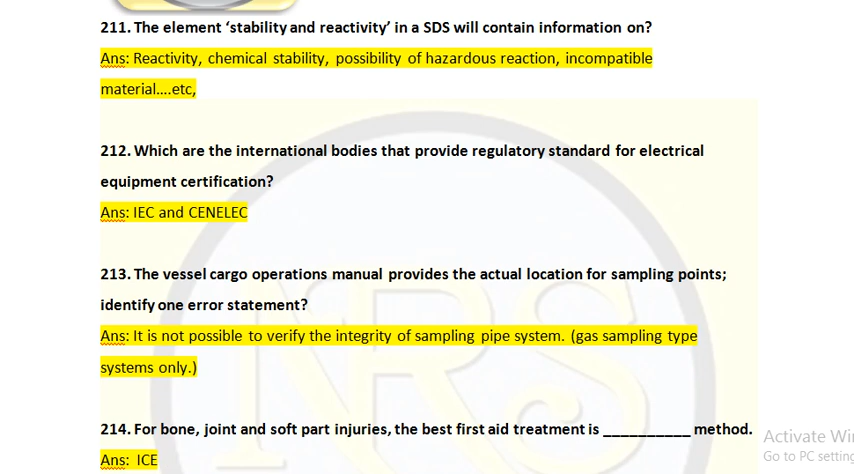 211. The element ‘stability and reactivity’ in a SDS will contain information on?
Ans: Reactivity, chemical stability, possibility of hazardous reaction, incompatible
material....etc,
212. Which are the international bodies that provide regulatory standard for electrical
equipment certification?
Ans: IEC and CENELEC
213. The vessel cargo operations manual provides the actual location for sampling points;
identify one error statement?
Ans: It is not possible to verify the integrity of sampling pipe system. (gas sampling type
systems only.)
214. For bone, joint and soft part injuries, the best first aid treatment is __________ method.
Ans: ICE
NRS
Activate Wi
Go to PC setting